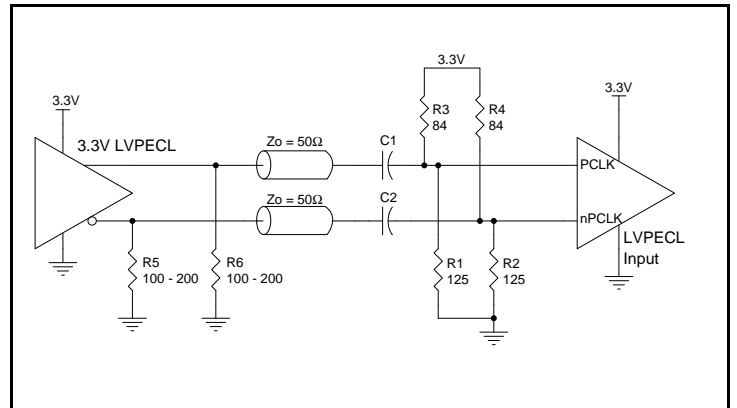 3.3V
3.3V
3.3V
R3
84
R4
84
3.3V LVPECL
Zo = 50Ω
C1
PCLK
Zo = 50Ω
C2
nPCLK
LVPECL
Input
R5
100 - 200
R6
100 - 200
R1
125
R2
125